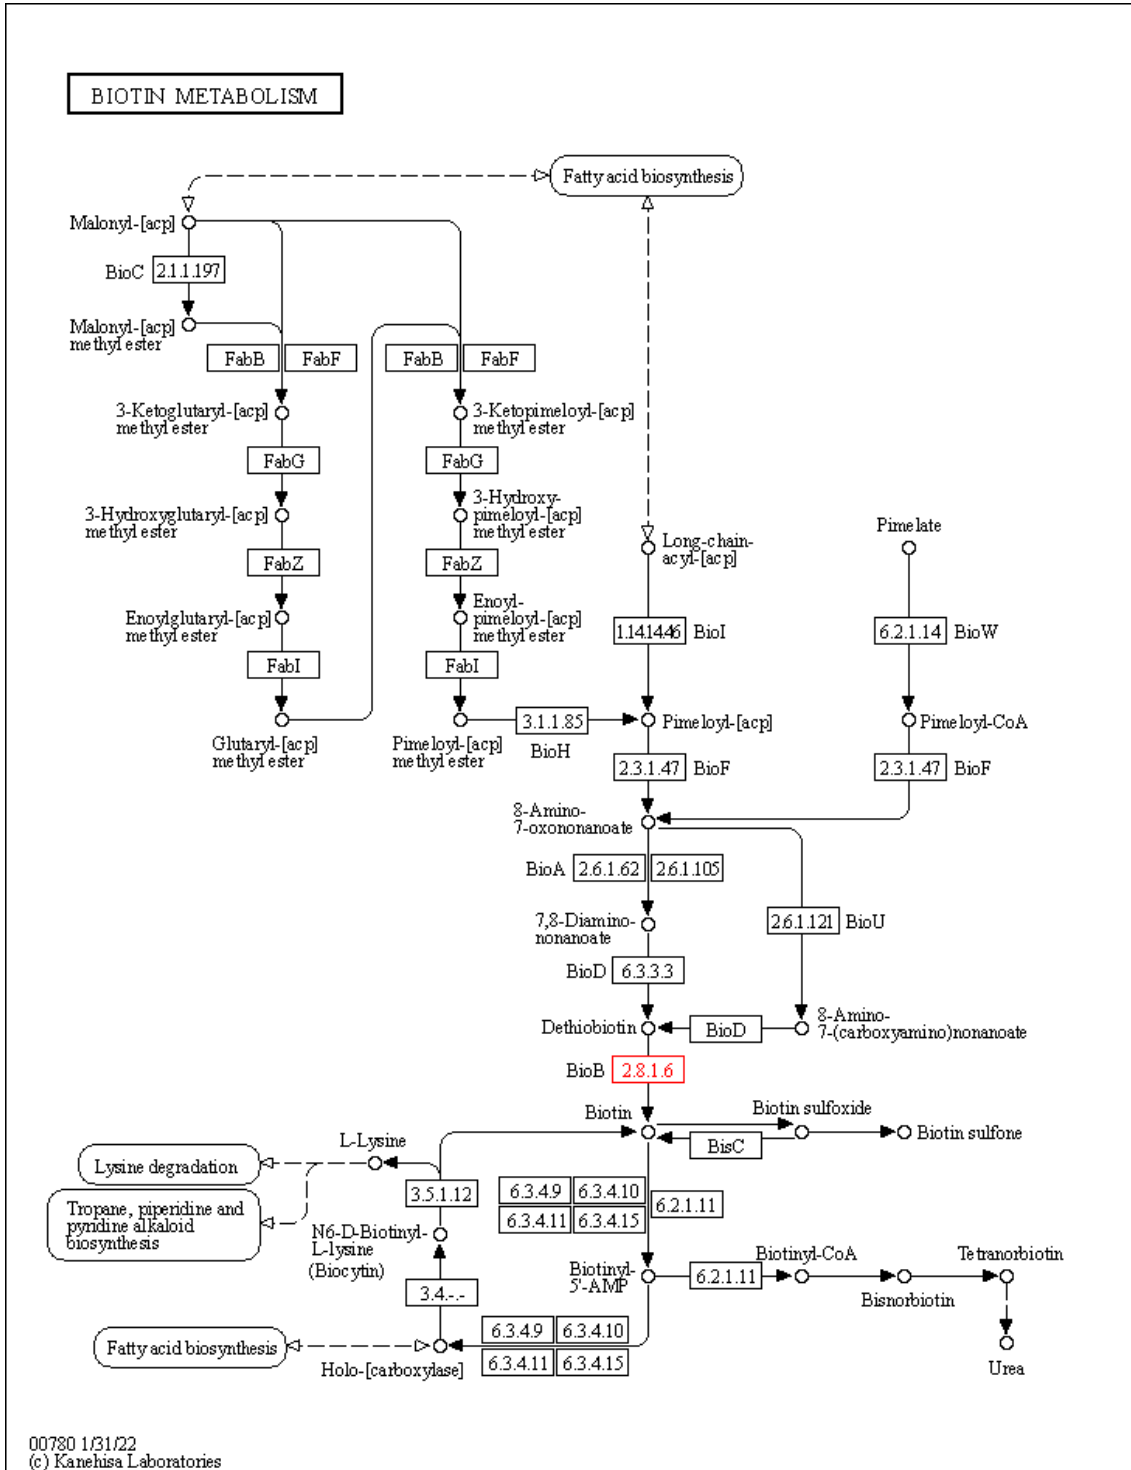 BIOTIN METABOLISM
Fatty acid biosynthesis
Malonyl-[acp]
BioC
2.1.1.197
Malonyl-[acp]
methyl ester
FabB
FabF
FabB
FabF
3-Ketoglutaryl-[acp]
methyl ester
3-Ketopimeloyl-[acp]
methyl ester
FabG
FabG
3-Hydroxyglutaryl-[acp]
methyl ester
3-Hydroxy-
pimeloyl-[acp]
methyl ester
Long-chain-
acyl-[acp]
Pimelate
FabZ
FabZ
Enoylglutaryl-[acp]
methyl ester
Enoyl-
pimeloyl-[acp]
methyl ester
1.14.14.46
BioI
6.2.1.14
BioW
FabI
FabI
Glutaryl-[acp]
methyl ester
Pimeloyl-[acp]
methyl ester
3.1.1.85
BioH
Pimeloyl-[acp]
Pimeloyl-CoA
2.3.1.47
BioF
2.3.1.47
BioF
8-Amino-
7-oxononanoate
BioA
2.6.1.62
2.6.1.105
7,8-Diamino-
nonanoate
2.6.1.121
BioU
BioD
6.3.3.3
Dethiobiotin
BioD
8-Amino-
7-(carboxyamino)nonanoate
BioB
2.8.1.6
Biotin
Biotin sulfoxide
BisC
Biotin sulfone
L-Lysine
Lysine degradation
Tropane, piperidine and
pyridine alkaloid
biosynthesis
3.5.1.12
6.3.4.9
6.3.4.10
6.3.4.11
6.3.4.15
6.2.1.11
N6-D-Biotinyl-
L-lysine
(Biocytin)
Biotinyl-
5'-AMP
6.2.1.11
Biotinyl-CoA
Bisnorbiotin
Tetranorbiotin
3.4.-.-
Fatty acid biosynthesis
Holo-[carboxylase]
6.3.4.9
6.3.4.10
6.3.4.11
6.3.4.15
Urea
00780 1/31/22
(c) Kanehisa Laboratories